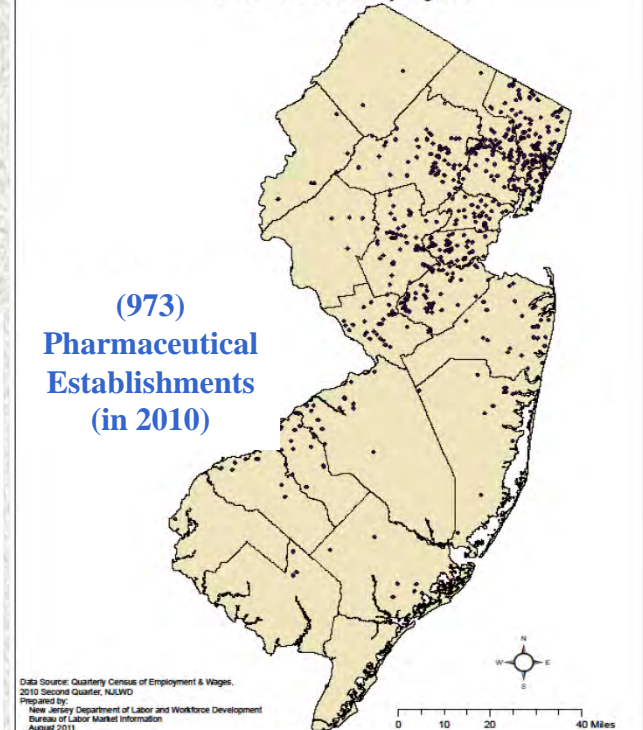 (973)
Pharmaceutical
Establishments
(in 2010)
N
W E
S
Data Source: Quarterly Census of Employment & Wages,
2010 Second Quarter, NJLWD
Prepared by:
New Jersey Department of Labor and Workforce Development
Bureau of Labor Market Information
August 2011
0 10 20 40 Miles